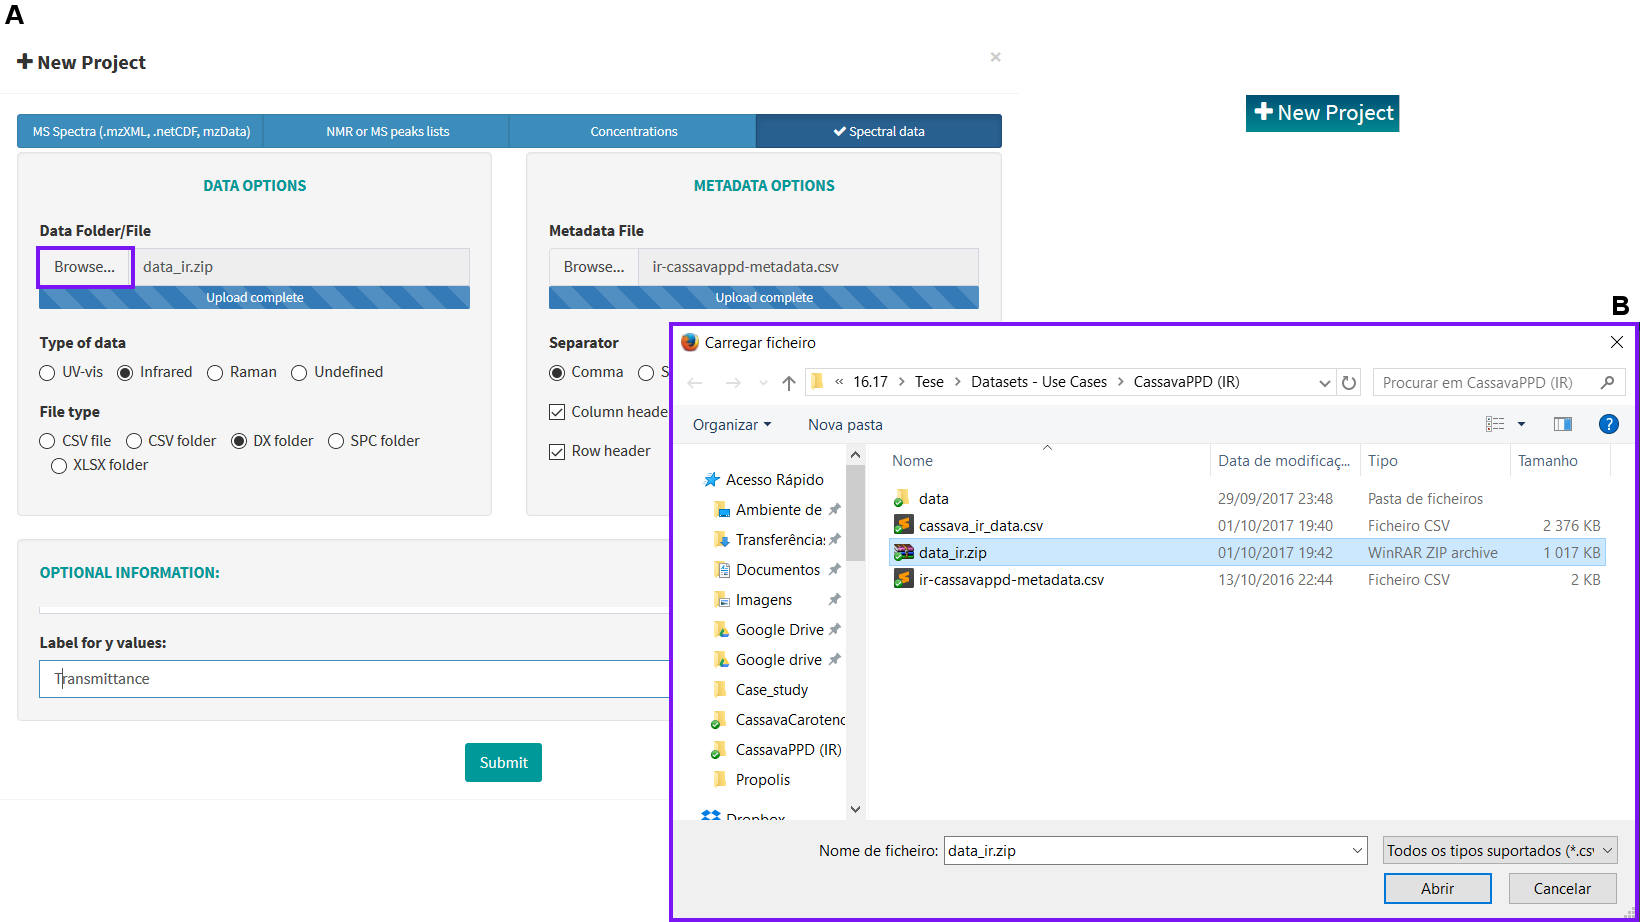 A
New Project
×
New Project
MS Spectra (.mzXML, .netCDF, mzData)
NMR or MS peaks lists
Concentrations
Spectral data
DATA OPTIONS
Data Folder/File
Browse...
data_ir.zip
Upload complete
Type of data
UV-vis
Infrared
Raman
Undefined
File type
CSV file
CSV folder
DX folder
SPC folder
XLSX folder
METADATA OPTIONS
Metadata File
Browse...
ir-cassavappd-metadata.csv
Upload complete
Separator
Comma
S
Column heade
Row header
OPTIONAL INFORMATION:
Label for y values:
Transmittance
Submit
B
Carregar ficheiro
« 16.17 > Tese > Datasets - Use Cases > CassavaPPD (IR)
Procurar em CassavaPPD (IR)
Organizar
Nova pasta
?
Acesso Rápido
Ambiente de
Transferências
Documentos
Imagens
Google Drive
Google drive
Case_study
CassavaCarotenc
CassavaPPD (IR)
Propolis
Dropbox
Nome Data de modificaç... Tipo Tamanho
data 29/09/2017 23:48 Pasta de ficheiros
cassava_ir_data.csv 01/10/2017 19:40 Ficheiro CSV 2 376 KB
data_ir.zip 01/10/2017 19:42 WinRAR ZIP archive 1 017 KB
ir-cassavappd-metadata.csv 13/10/2016 22:44 Ficheiro CSV 2 KB
Nome de ficheiro: data_ir.zip
Todos os tipos suportados (*.csv
Abrir
Cancelar